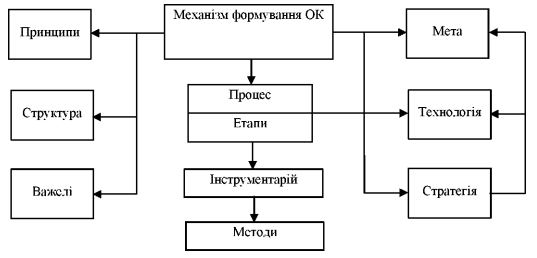 Механізм формування ОК
Принципи
Мета
Процес
Етапи
Структура
Технологія
Важелі
Інструментарій
Стратегія
Методи